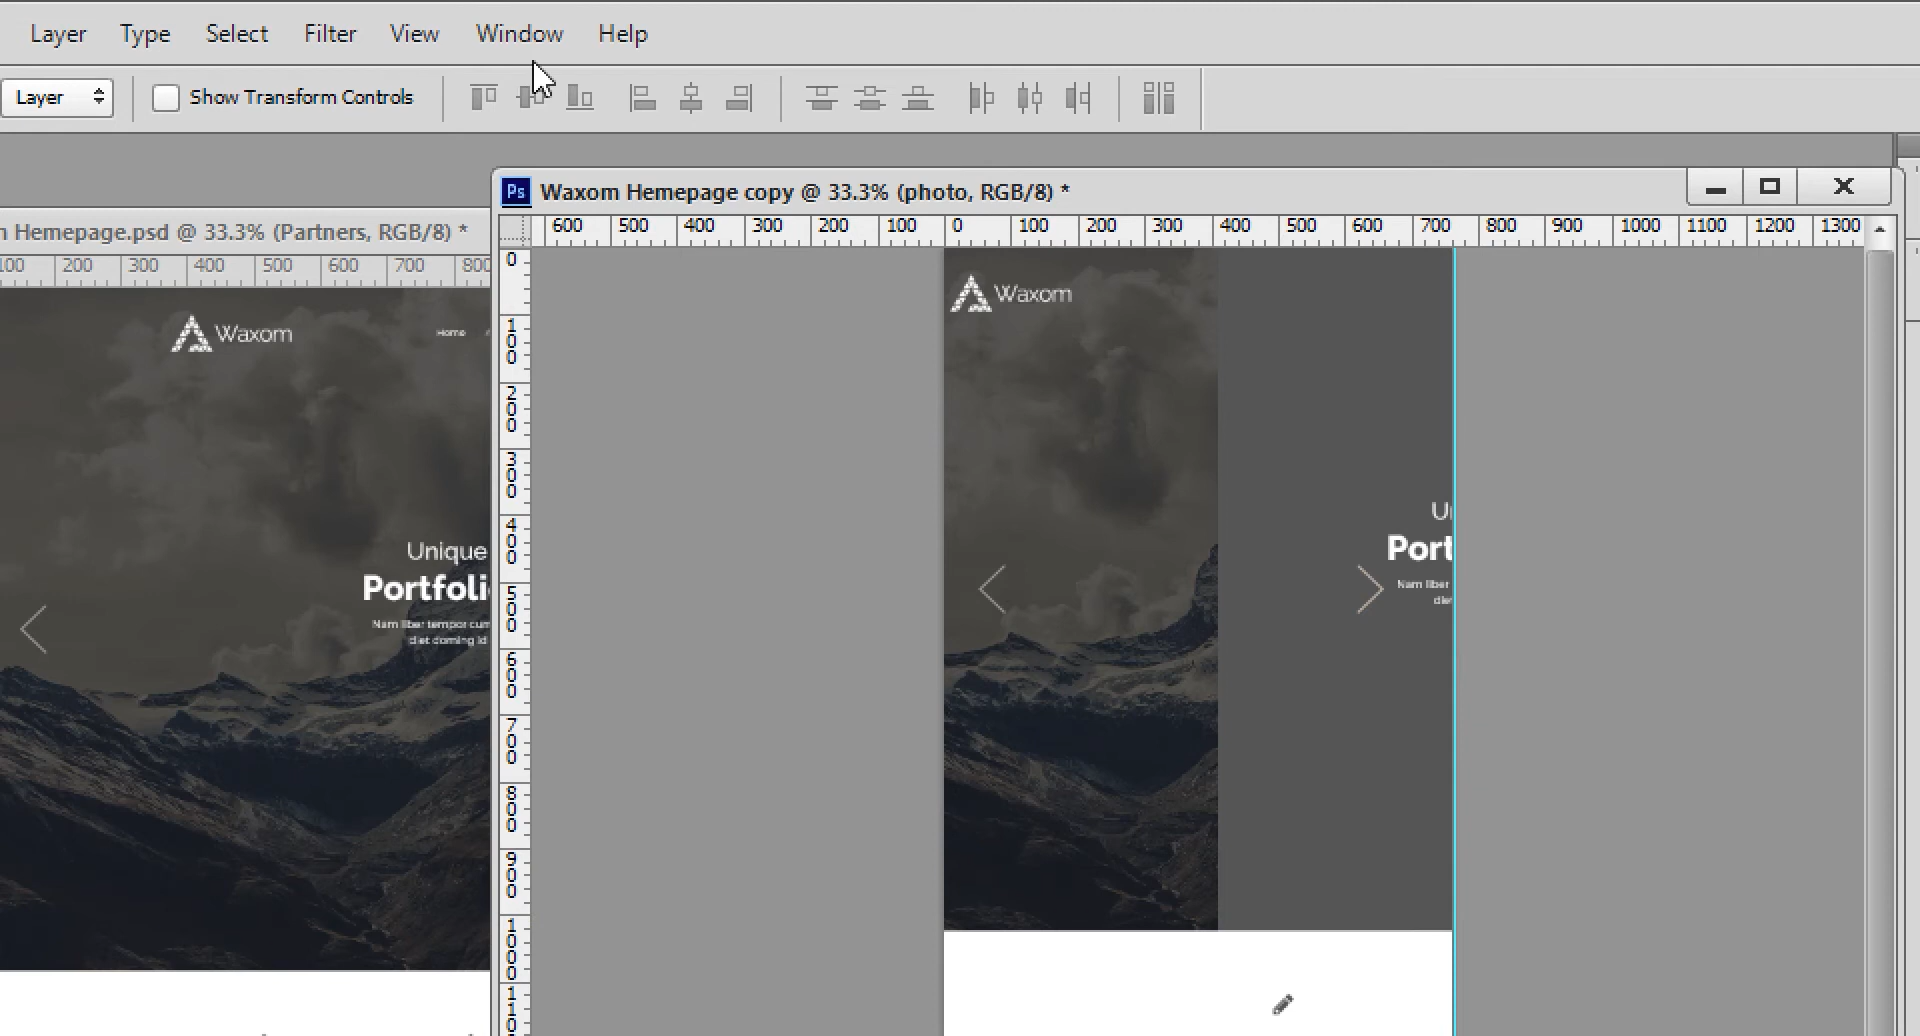 Layer Type Select Filter View Window Help
Layer Show Transform Controls
Ps Waxom Hemepage copy @ 33.3% (photo, RGB/8) *
600 500 400 300 200 100 0 100 200 300 400 500 600 700 800 900 1000 1100 1200 1300
Hemepage.psd @ 33.3% (Partners, RGB/8) *
200 300 400 500 600 700
Waxom
Home
Unique
Portfoli
Nam liber tempor cum
diet doming id
0
100
200
300
400
500
600
700
800
900
1000
Waxom
Port
Nam liber